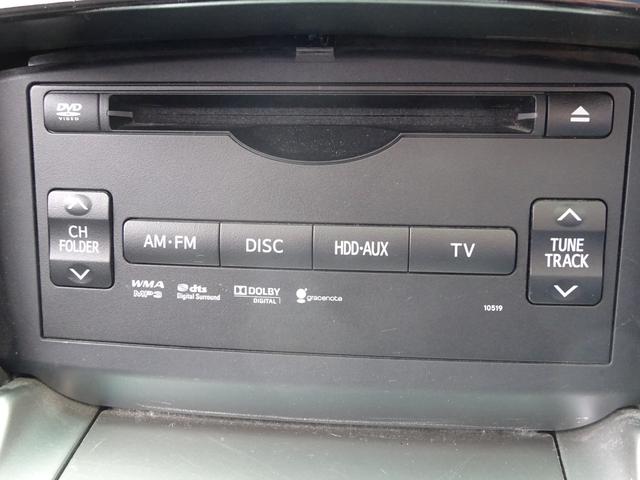 DVD
VIDEO
CH
FOLDER
AM·FM
DISC
HDD·AUX
TV
TUNE
TRACK
WMA
MP3
dts
Digital Surround
DOLBY
DIGITAL
gracenote
10519